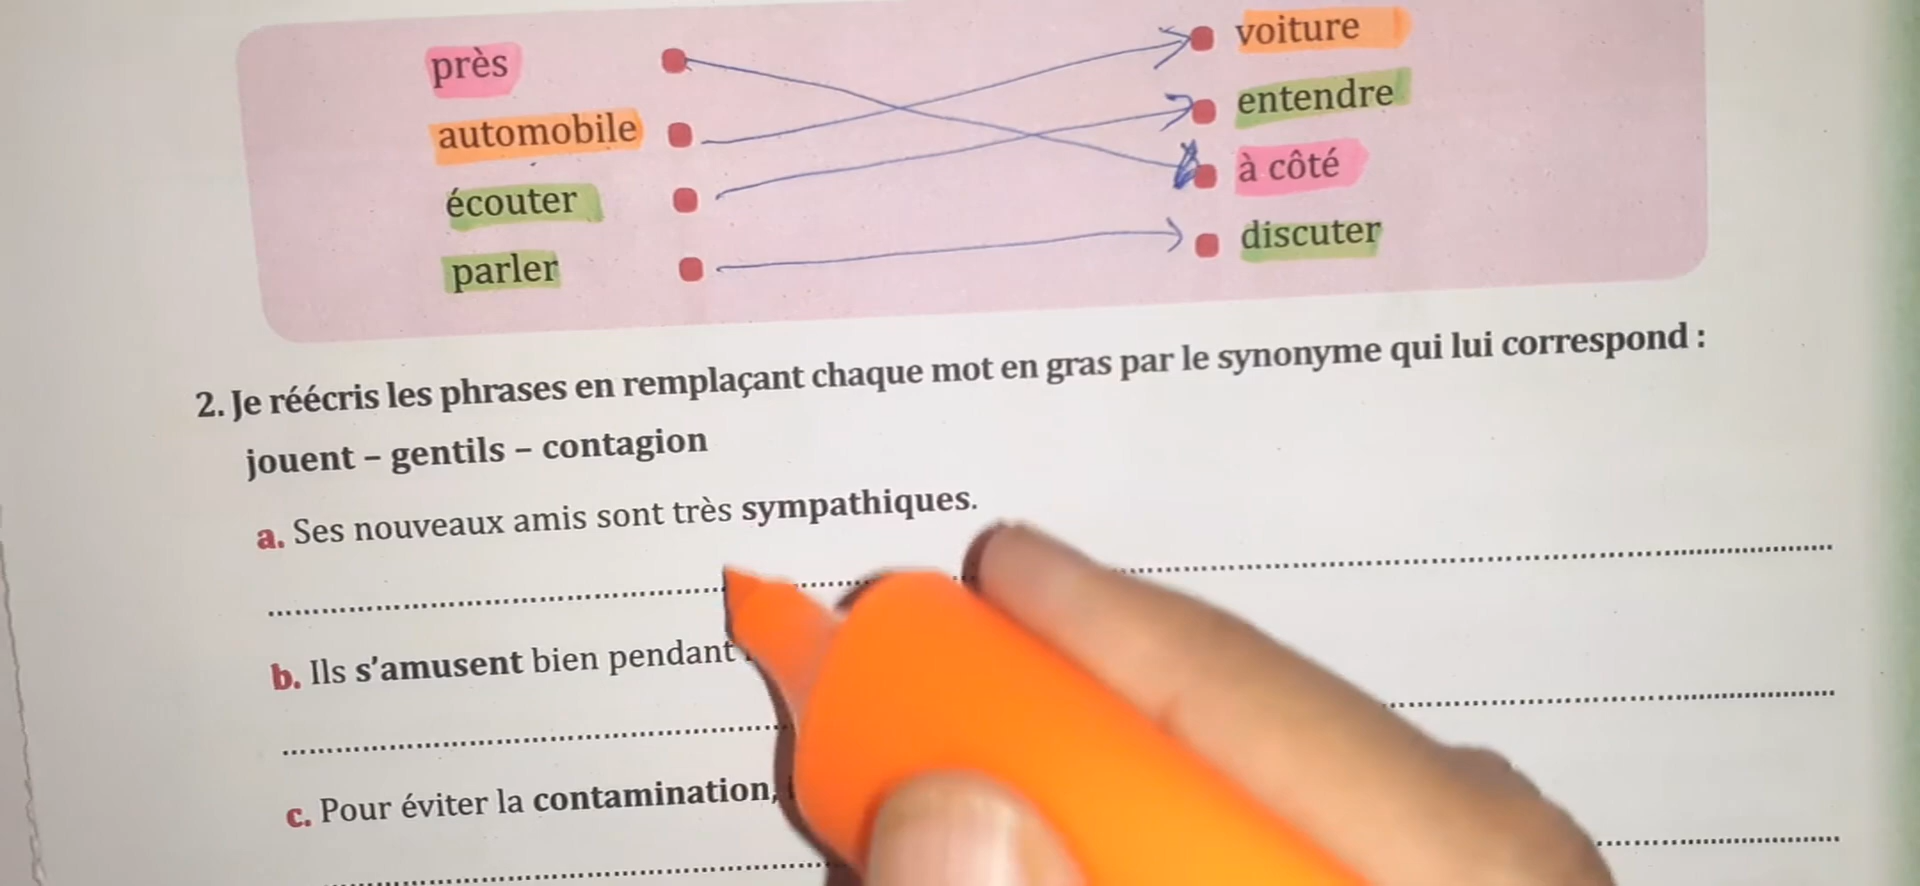 près voiture
automobile entendre
écouter à côté
parler discuter
2. Je réécris les phrases en remplaçant chaque mot en gras par le synonyme qui lui correspond :
jouent – gentils – contagion
a. Ses nouveaux amis sont très sympathiques.
b. Ils s'amusent bien pendant
c. Pour éviter la contamination,